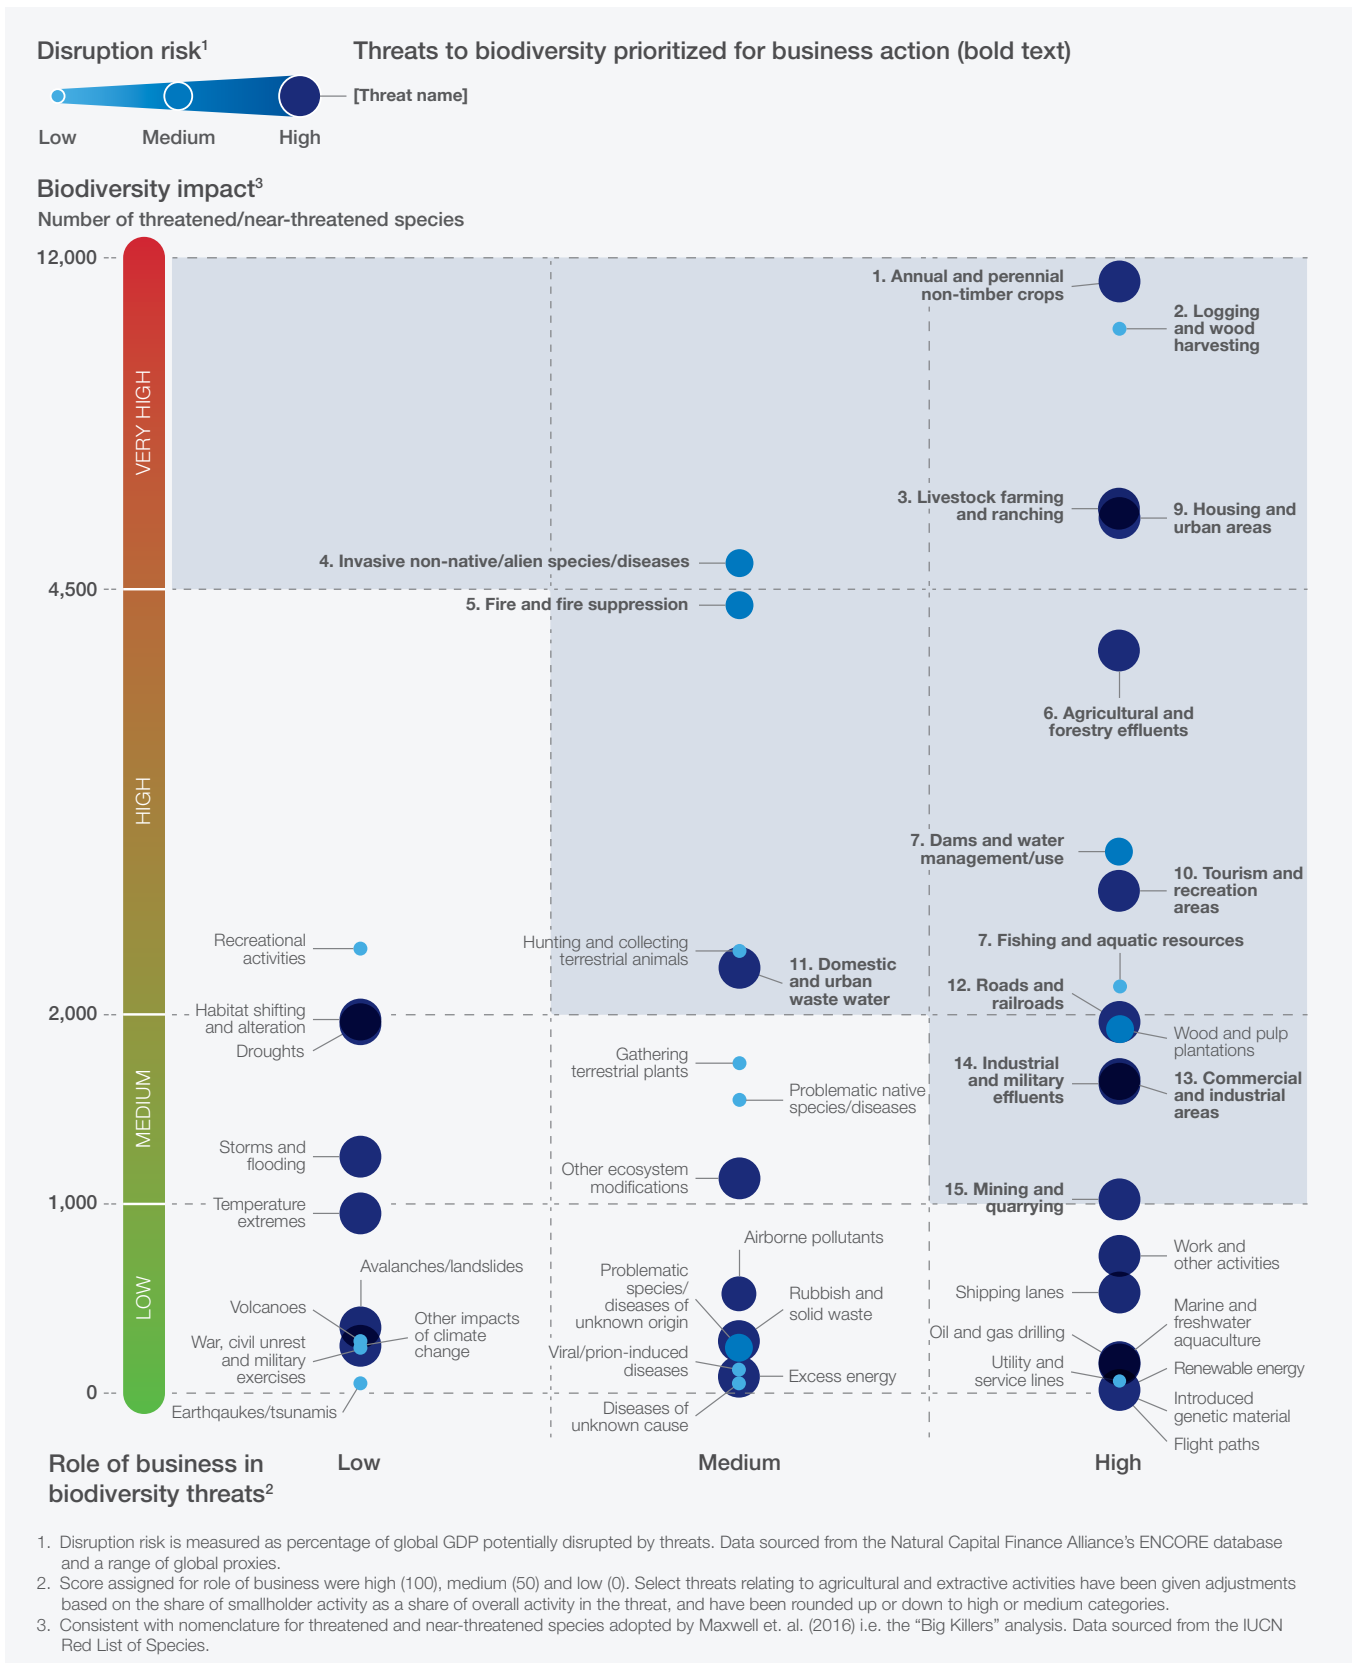 Disruption risk1
Threats to biodiversity prioritized for business action (bold text)
[Threat name]
Low
Medium
High
Biodiversity impact3
Number of threatened/near-threatened species
12,000
4,500
2,000
1,000
0
VERY HIGH
HIGH
MEDIUM
LOW
1. Annual and perennial
non-timber crops
2. Logging
and wood
harvesting
3. Livestock farming
and ranching
9. Housing and
urban areas
4. Invasive non-native/alien species/diseases
5. Fire and fire suppression
6. Agricultural and
forestry effluents
7. Dams and water
management/use
10. Tourism and
recreation
areas
Recreational
activities
Hunting and collecting
terrestrial animals
11. Domestic
and urban
waste water
7. Fishing and aquatic resources
12. Roads and
railroads
Habitat shifting
and alteration
Droughts
Wood and pulp
plantations
Gathering
terrestrial plants
Problematic native
species/diseases
14. Industrial
and military
effluents
13. Commercial
and industrial
areas
Storms and
flooding
Other ecosystem
modifications
15. Mining and
quarrying
Temperature
extremes
Airborne pollutants
Work and
other activities
Avalanches/landslides
Problematic
species/
diseases of
unknown origin
Rubbish and
solid waste
Shipping lanes
Volcanoes
Other impacts
of climate
change
War, civil unrest
and military
exercises
Marine and
freshwater
aquaculture
Oil and gas drilling
Viral/prion-induced
diseases
Excess energy
Utility and
service lines
Renewable energy
Earthqaukes/tsunamis
Diseases of
unknown cause
Introduced
genetic material
Flight paths
Role of business in
biodiversity threats2
Low
Medium
High
1. Disruption risk is measured as percentage of global GDP potentially disrupted by threats. Data sourced from the Natural Capital Finance Alliance's ENCORE database
and a range of global proxies.
2. Score assigned for role of business were high (100), medium (50) and low (0). Select threats relating to agricultural and extractive activities have been given adjustments
based on the share of smallholder activity as a share of overall activity in the threat, and have been rounded up or down to high or medium categories.
3. Consistent with nomenclature for threatened and near-threatened species adopted by Maxwell et. al. (2016) i.e. the “Big Killers” analysis. Data sourced from the IUCN
Red List of Species.